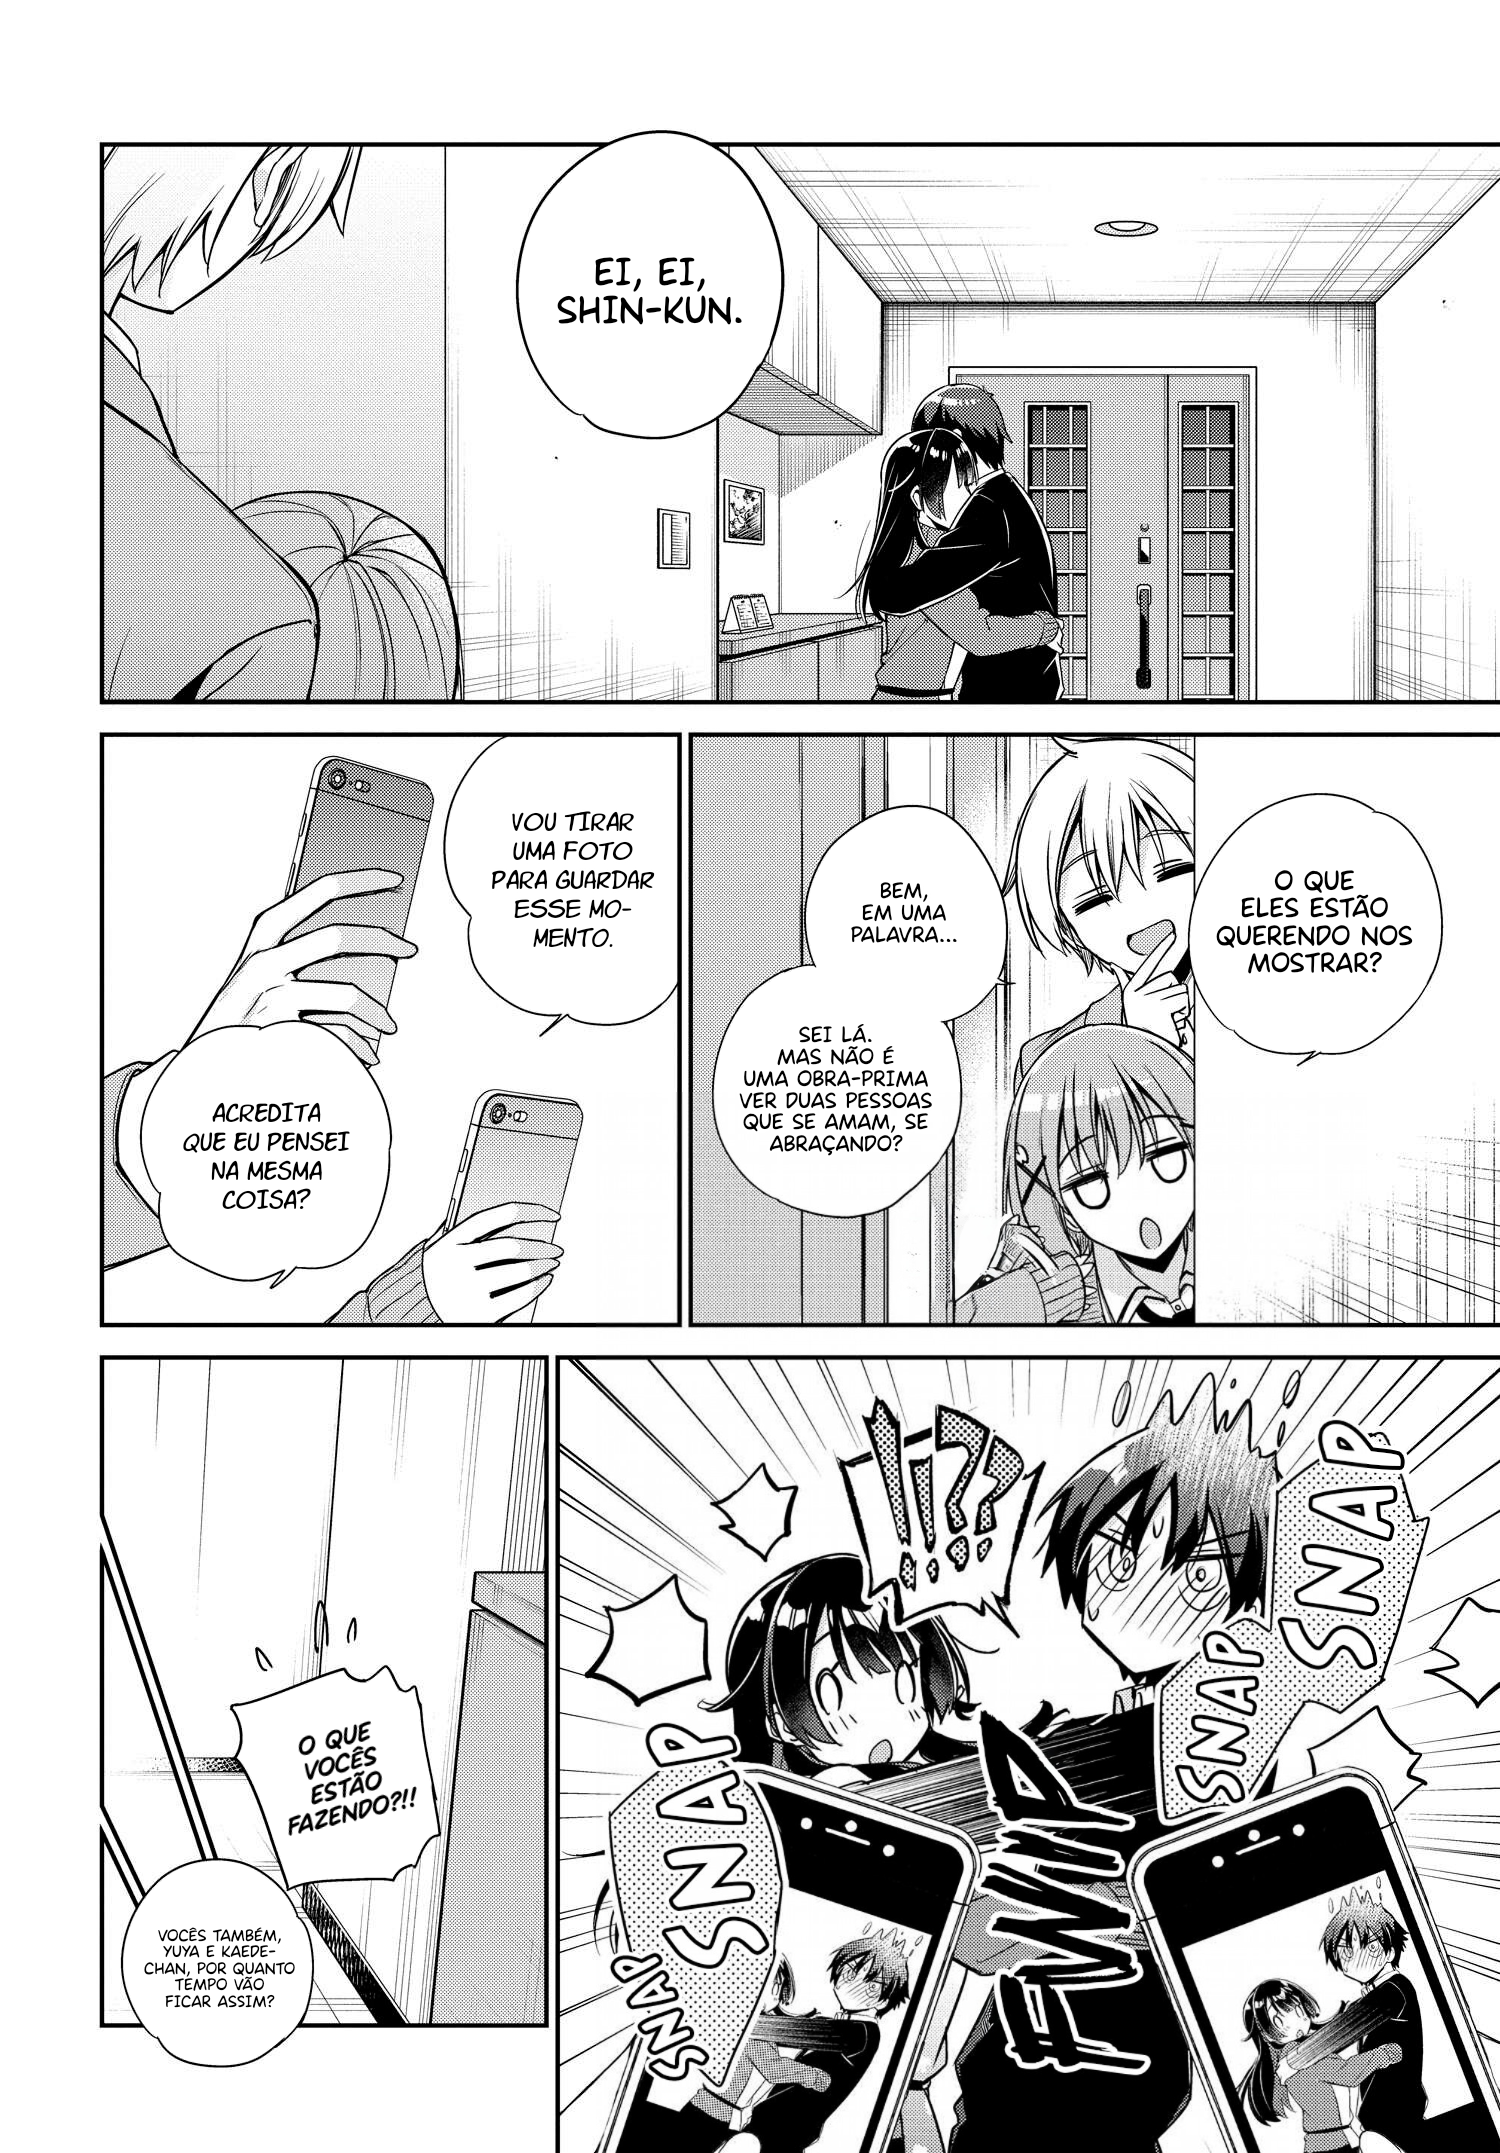 EI, EI,
SHIN-KUN.
O QUE
ELES ESTÃO
QUERENDO NOS
MOSTRAR?
BEM,
EM UMA
PALAVRA...
SEI LÁ.
MAS NÃO É
UMA OBRA-PRIMA
VER DUAS PESSOAS
QUE SE AMAM, SE
ABRAÇANDO?
VOU TIRAR
UMA FOTO
PARA GUARDAR
ESSE MO-
MENTO.
ACREDITA
QUE EU PENSEI
NA MESMA
COISA?
!!??
SNAP
SNAP
SNAP
SNAP
FWIP
SNAP
SNAP
O QUE
VOCÊS
ESTÃO
FAZENDO?!!
VOCÊS TAMBÉM,
YUYA E KAEDE-
CHAN, POR QUANTO
TEMPO VÃO
FICAR ASSIM?